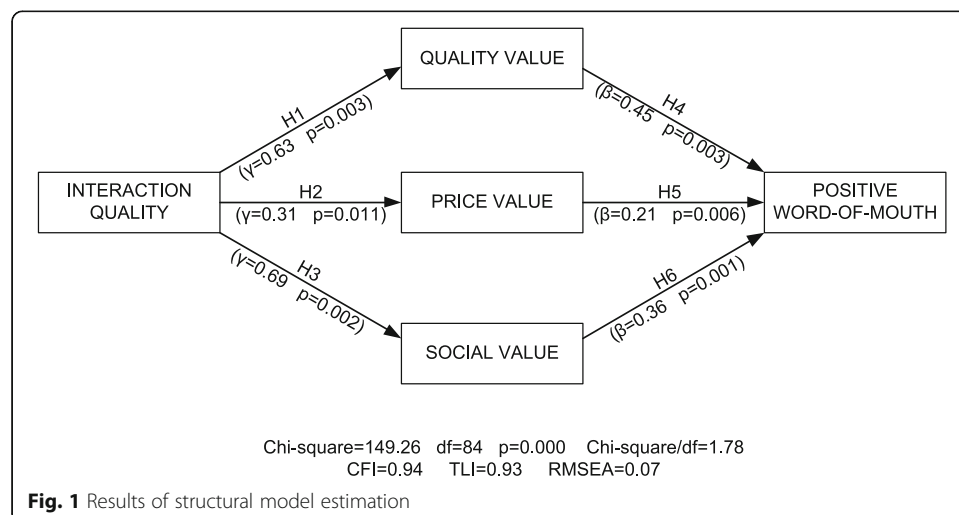 QUALITY VALUE
H1
(γ=0.63 p=0.003)
H4
(β=0.45 p=0.003)
INTERACTION
QUALITY
H2
(γ=0.31 p=0.011)
PRICE VALUE
H5
(β=0.21 p=0.006)
POSITIVE
WORD-OF-MOUTH
H3
(γ=0.69 p=0.002)
H6
(β=0.36 p=0.001)
SOCIAL VALUE
Chi-square=149.26 df=84 p=0.000 Chi-square/df=1.78
CFI=0.94 TLI=0.93 RMSEA=0.07
Fig. 1 Results of structural model estimation